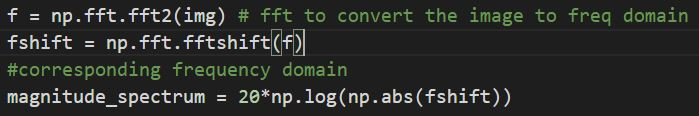 f = np.fft.fft2(img) # fft to convert the image to freq domain
fshift = np.fft.fftshift(f)
#corresponding frequency domain
magnitude_spectrum = 20*np.log(np.abs(fshift))